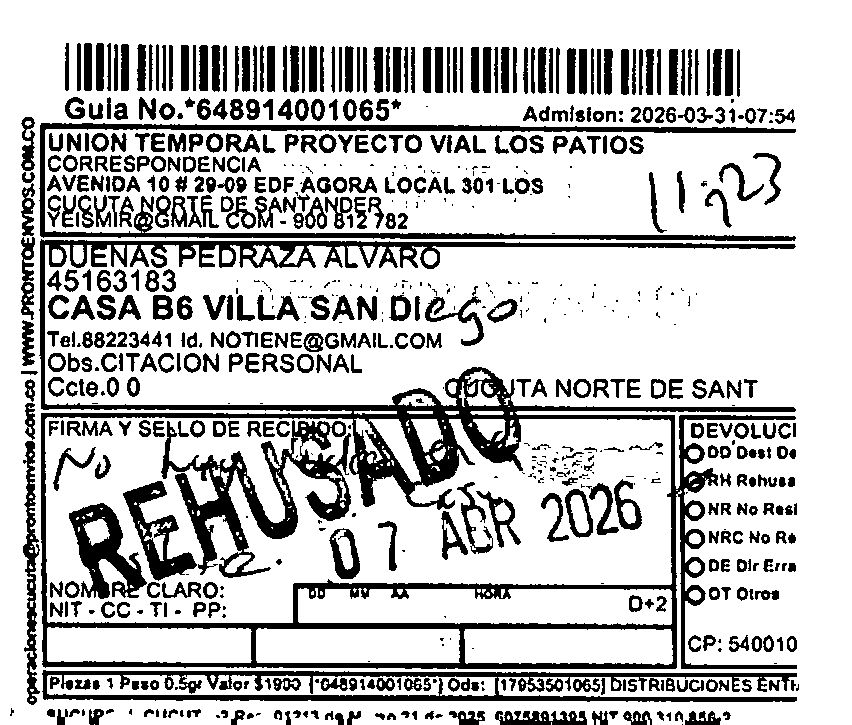 Guia No.*648914001065*
Admision: 2026-03-31-07:54
UNION TEMPORAL PROYECTO VIAL LOS PATIOS
CORRESPONDENCIA
AVENIDA 10 # 29-09 EDF AGORA LOCAL 301 LOS
CUCUTA NORTE DE SANTANDER
YEISMIR@GMAIL COM - 900 812 782
DUENAS PEDRAZA ALVARO
45163183
CASA B6 VILLA SAN DIego
Tel.88223441 Id. NOTIENE@GMAIL.COM
Obs.CITACION PERSONAL
Ccte.0 0
CUCUTA NORTE DE SANT
FIRMA Y SELLO DE RECIBIDO:
No
REHUSADO
07 ABR 2026
NOMBRE CLARO:
NIT - CC - TI - PP:
DD MM AA HORA
D+2
DEVOLUCI
DD Dest De
RH Rehusa
NR No Resi
NRC No Re
DE Dir Erra
OT Otros
CP: 540010
Piezas 1 Peso 0.5gr Valor $1900 [*648914001065*] Ods: [17953501065] DISTRIBUCIONES ENTR
operacionescucuta@prontoenvios.com.co | WWW.PRONTOENVIOS.COM.CO